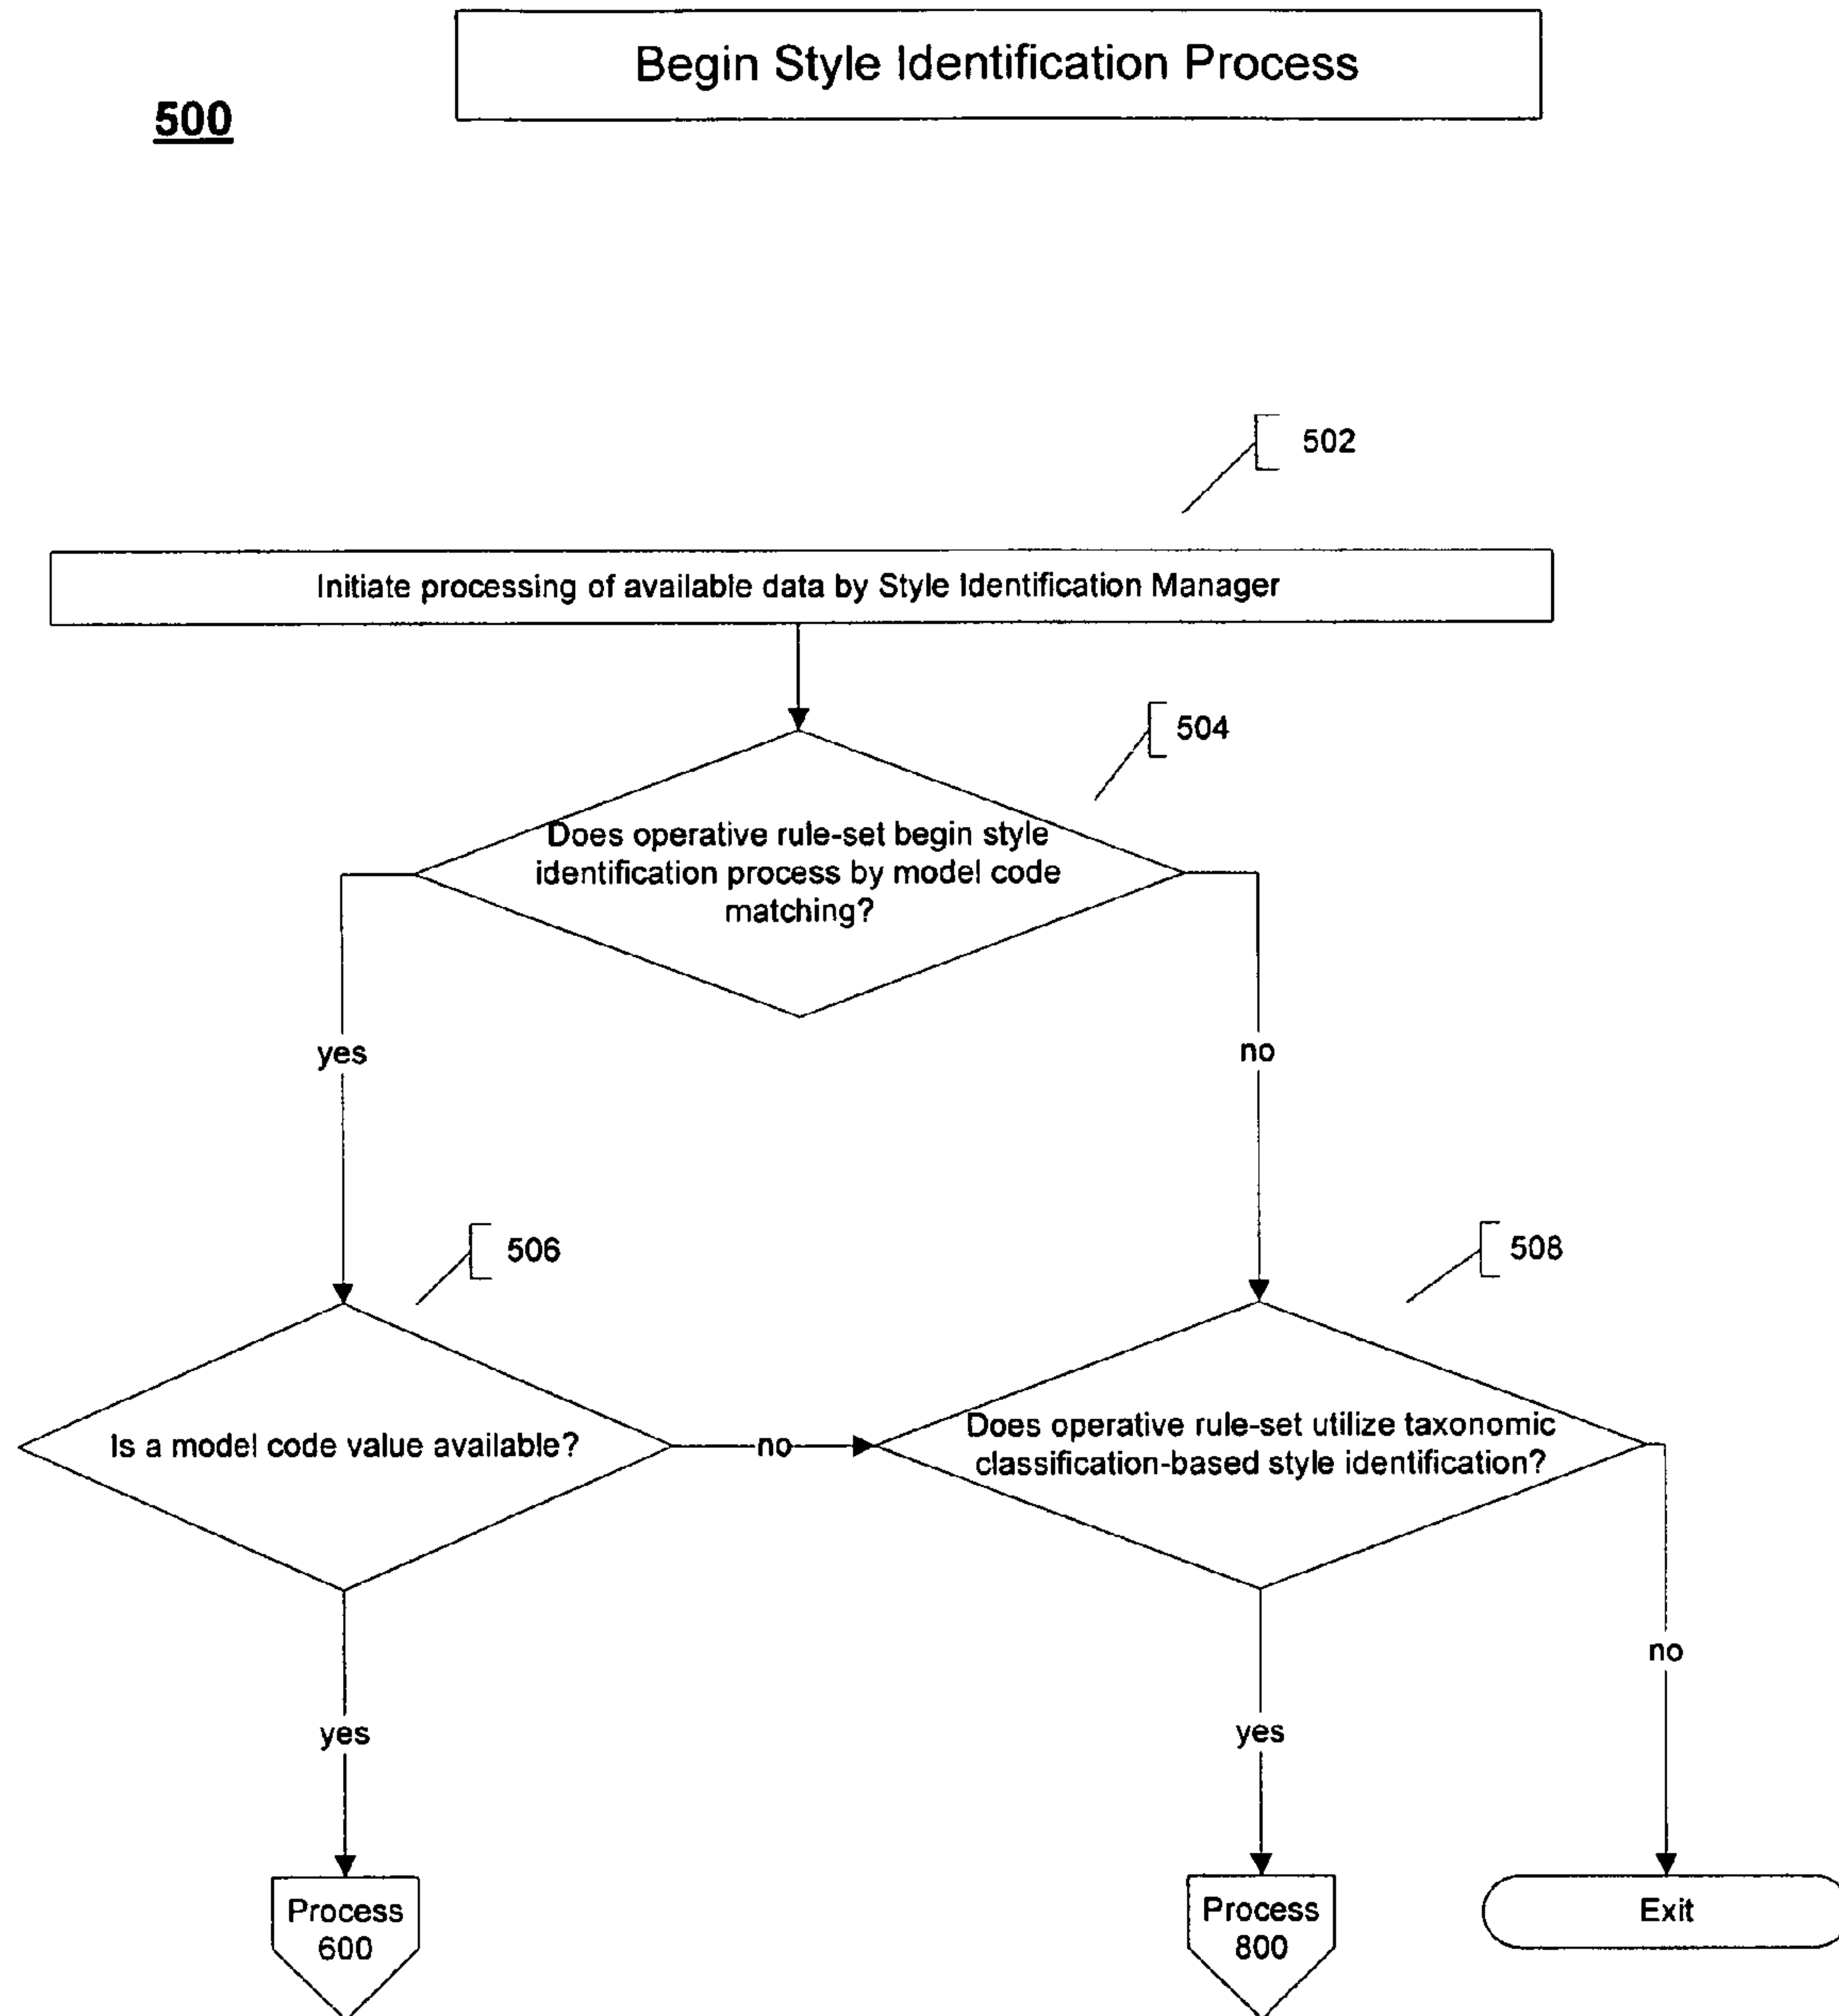 Begin Style Identification Process
500
502
Initiate processing of available data by Style Identification Manager
504
Does operative rule-set begin style
identification process by model code
matching?
yes
no
506
508
Is a model code value available?
no
Does operative rule-set utilize taxonomic
classification-based style identification?
no
yes
yes
Process
600
Process
800
Exit